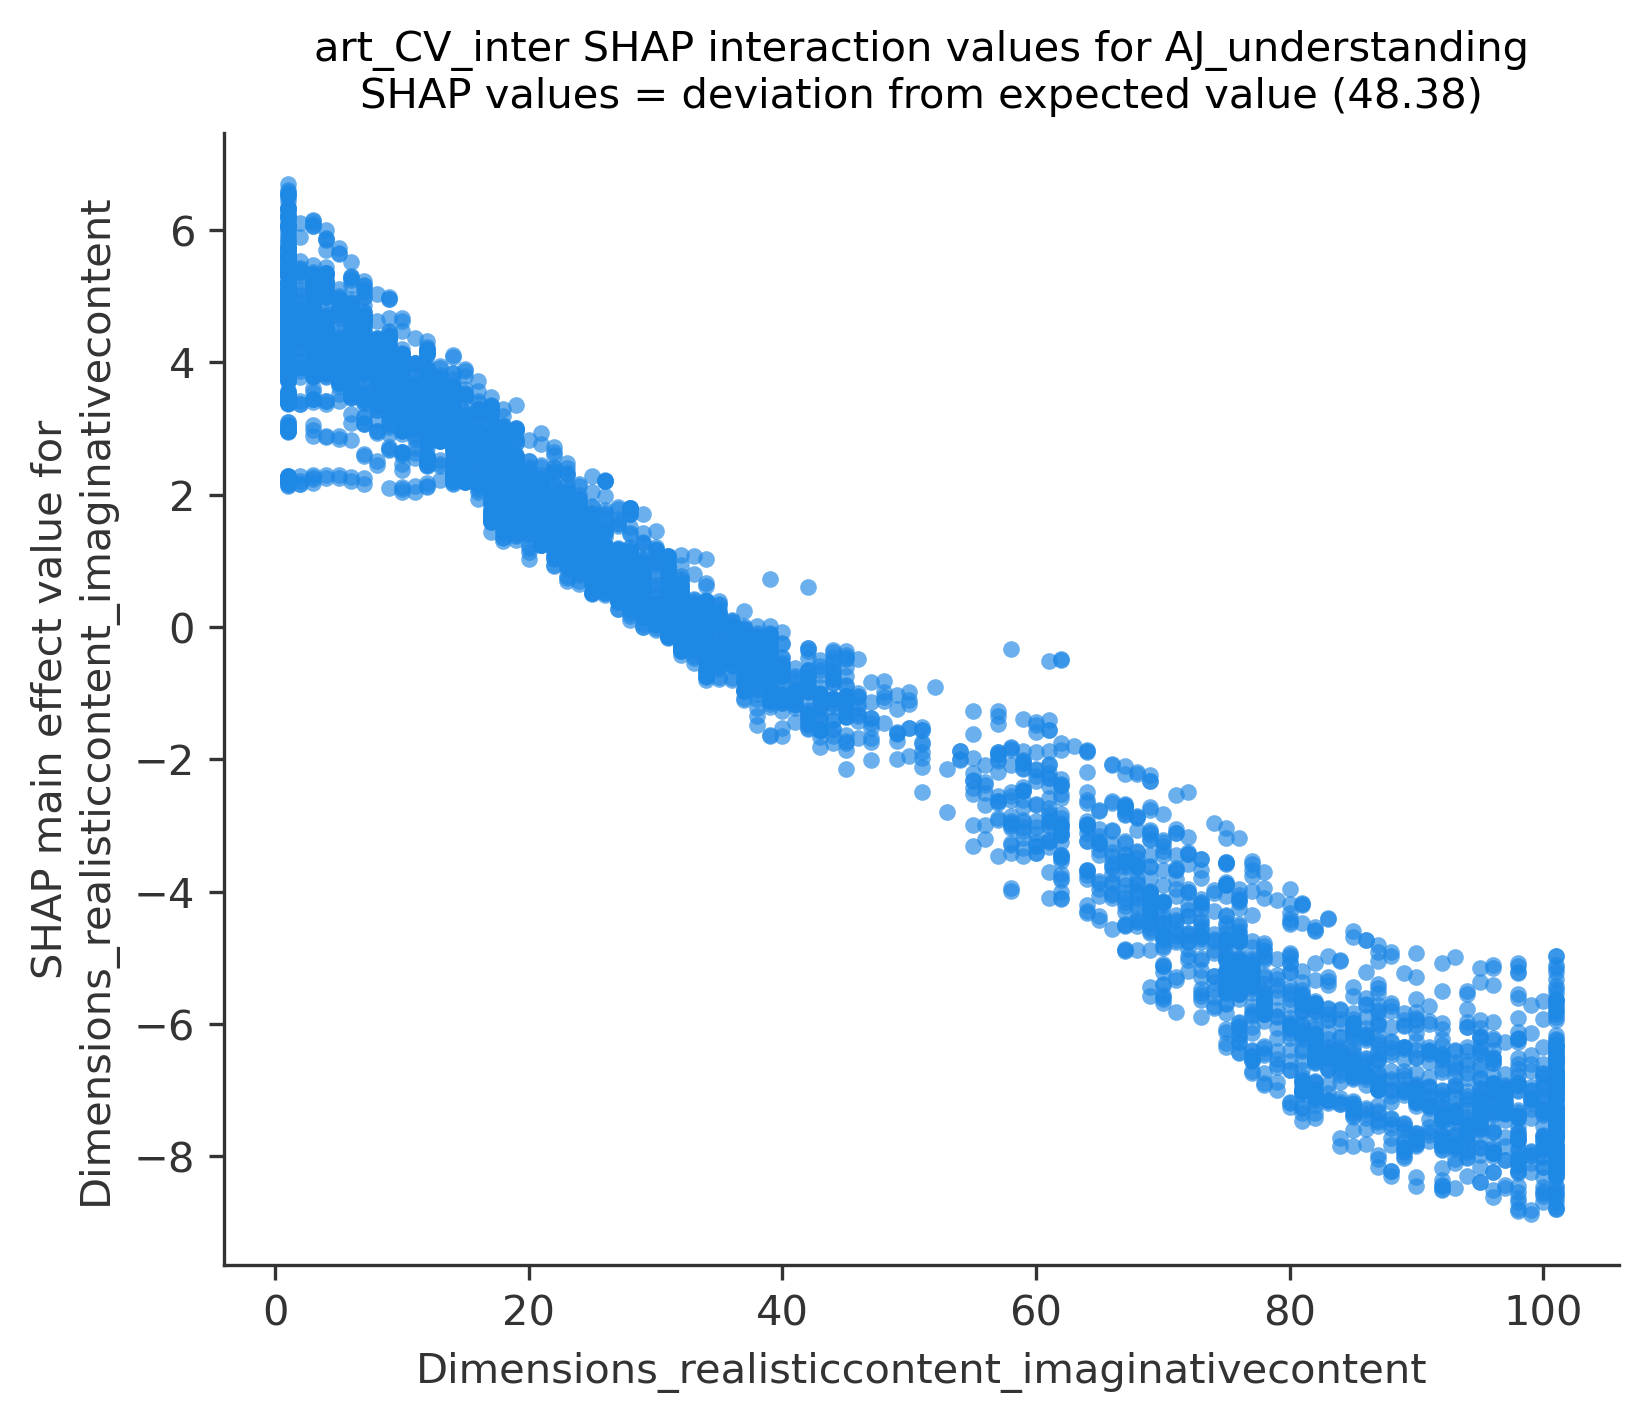 art_CV_inter SHAP interaction values for AJ_understanding
SHAP values = deviation from expected value (48.38)
SHAP main effect value for
Dimensions_realisticcontent_imaginativecontent
6
4
2
0
−2
−4
−6
−8
0
20
40
60
80
100
Dimensions_realisticcontent_imaginativecontent